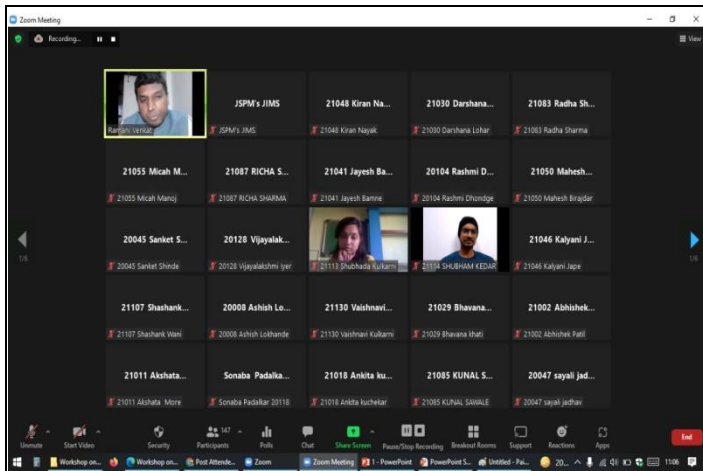 Zoom Meeting
Recording...
View
Ramani Venkat
JSPM's JIMS
JSPM's JIMS
21048 Kiran Na...
21048 Kiran Nayak
21030 Darshana...
21030 Darshana Lohar
21083 Radha Sh...
21083 Radha Sharma
21055 Micah M...
21055 Micah Manoj
21087 RICHA S...
21087 RICHA SHARMA
21041 Jayesh Ba...
21041 Jayesh Bamne
20104 Rashmi D...
20104 Rashmi Dhondge
21050 Mahesh...
21050 Mahesh Birajdar
20045 Sanket S...
20045 Sanket Shinde
20128 Vijayalak...
20128 Vijayalakshmi Iyer
21113 Shubhada Kulkarni
21114 SHUBHAM KEDAR
21046 Kalyani J...
21046 Kalyani Jape
1/6
1/6
21107 Shashank...
21107 Shashank Wani
20008 Ashish Lo...
20008 Ashish Lokhande
21130 Vaishnavi...
21130 Vaishnavi Kulkarni
21029 Bhavana...
21029 Bhavana khati
21002 Abhishek...
21002 Abhishek Patil
21011 Akshata...
21011 Akshata More
Sonaba Padalka...
Sonaba Padalkar 20118
21018 Ankita ku...
21018 Ankita kuchekar
21085 KUNAL S...
21085 KUNAL SAWALE
20047 sayali jad...
20047 sayali jadhav
147
Unmute
Start Video
Security
Participants
Polls
Chat
Share Screen
Pause/Stop Recording
Breakout Rooms
Support
Reactions
Apps
End
Workshop on...
Workshop on...
Post Attende...
Zoom
Zoom Meeting
1 - PowerPoint
PowerPoint S...
Untitled - Pai...
20...
1106